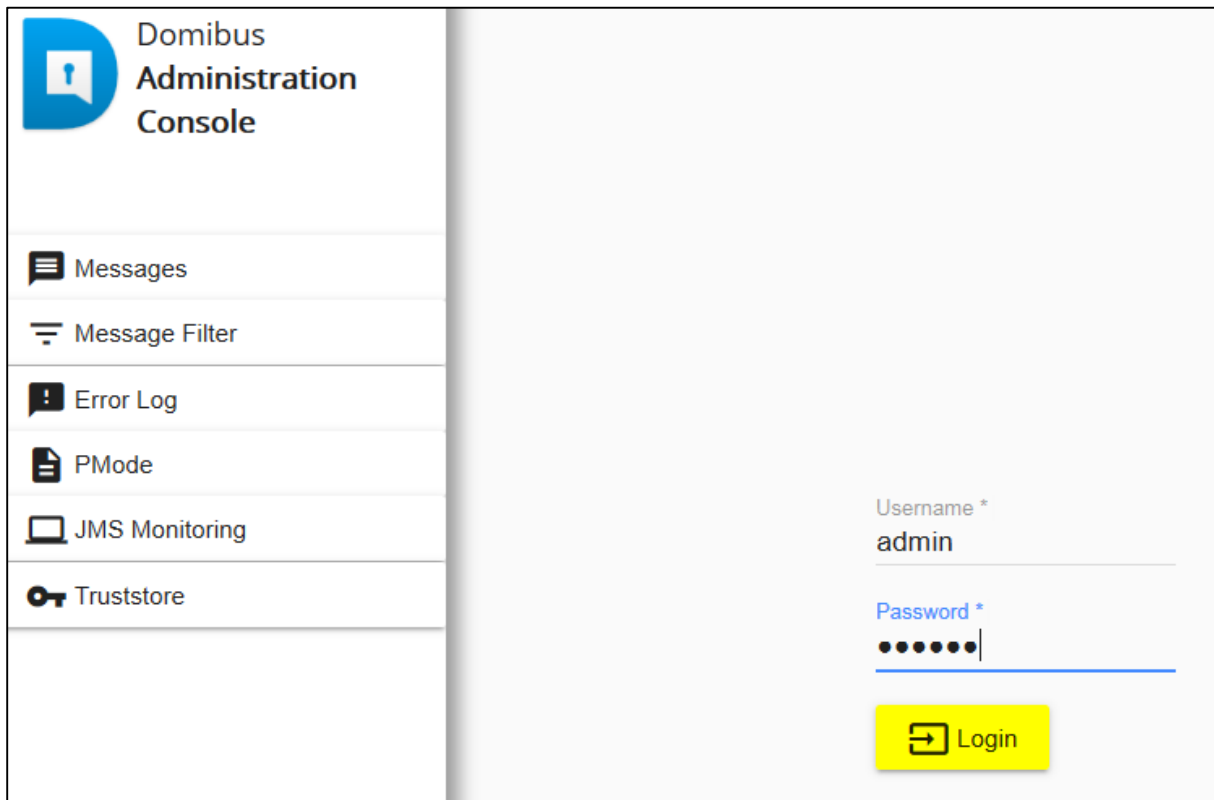 Domibus
Administration
Console
Messages
Message Filter
Error Log
PMode
JMS Monitoring
Truststore
Username *
admin
Password *
••••••
Login